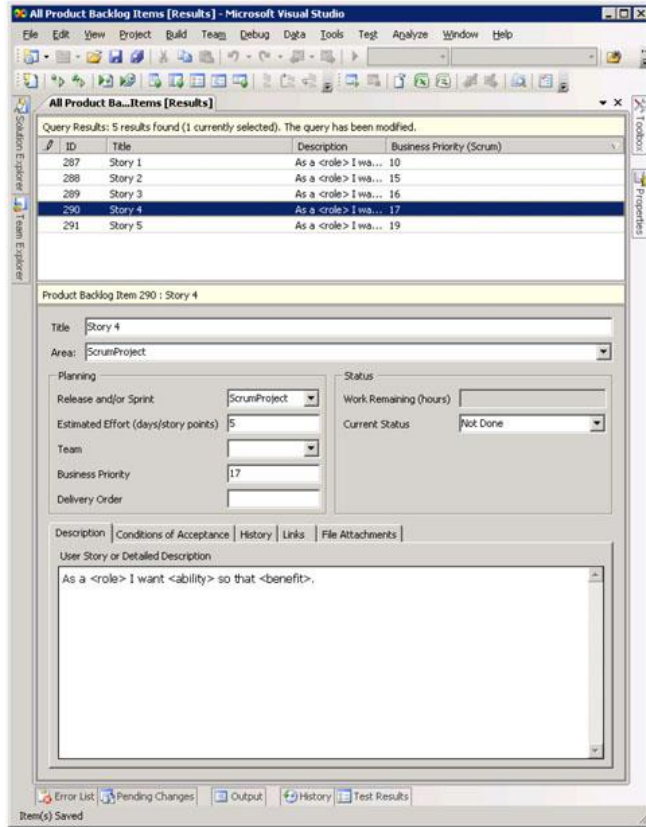 All Product Backlog Items [Results] - Microsoft Visual Studio
File Edit View Project Build Team Debug Data Tools Test Analyze Window Help
All Product Ba...Items [Results]
Solution Explorer
Team Explorer
Toolbox
Properties
Query Results: 5 results found (1 currently selected). The query has been modified.
ID Title Description Business Priority (Scrum)
287 Story 1 As a <role> I wa... 10
288 Story 2 As a <role> I wa... 15
289 Story 3 As a <role> I wa... 16
290 Story 4 As a <role> I wa... 17
291 Story 5 As a <role> I wa... 19
Product Backlog Item 290 : Story 4
Title Story 4
Area: ScrumProject
Planning Status
Release and/or Sprint ScrumProject Work Remaining (hours)
Estimated Effort (days/story points) 5 Current Status Not Done
Team
Business Priority 17
Delivery Order
Description Conditions of Acceptance History Links File Attachments
User Story or Detailed Description
As a <role> I want <ability> so that <benefit>.
Error List Pending Changes Output History Test Results
Item(s) Saved